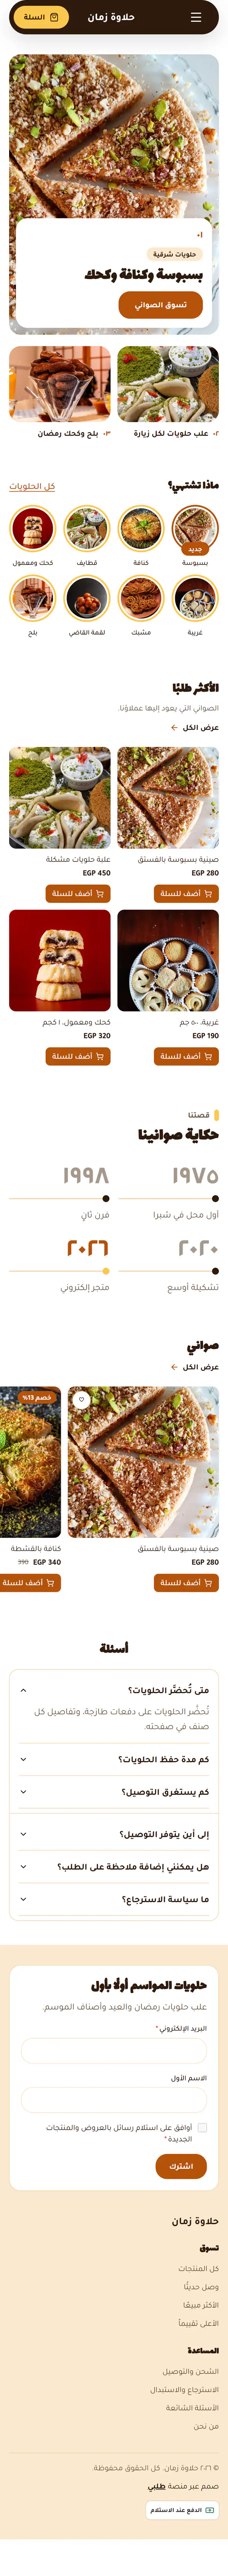 حلاوة زمان
السلة
٠١
حلويات شرقية
بسبوسة وكنافة وكحك
تسوق الصواني
٠٢ علب حلويات لكل زيارة
٠٣ بلح وكحك رمضان
ماذا تشتهي؟
كل الحلويات
جديد
بسبوسة
كنافة
قطايف
كحك ومعمول
غريبة
مشبك
لقمة القاضي
بلح
الأكثر طلبًا
الصواني التي يعود إليها عملاؤنا.
عرض الكل
صينية بسبوسة بالفستق
280 EGP
أضف للسلة
علبة حلويات مشكلة
450 EGP
أضف للسلة
غريبة، ٥٠٠ جم
190 EGP
أضف للسلة
كحك ومعمول، ١ كجم
320 EGP
أضف للسلة
قصتنا
حكاية صوانينا
١٩٧٥
أول محل في شبرا
١٩٩٨
فرن ثانٍ
٢٠٢٠
تشكيلة أوسع
٢٠٢٦
متجر إلكتروني
صواني
عرض الكل
خصم 13%
صينية بسبوسة بالفستق
280 EGP
أضف للسلة
كنافة بالقشطة
340 EGP 390
أضف للسلة
أسئلة
متى تُحضَّر الحلويات؟
تُحضَّر الحلويات على دفعات طازجة، وتفاصيل كل
صنف في صفحته.
كم مدة حفظ الحلويات؟
كم يستغرق التوصيل؟
إلى أين يتوفر التوصيل؟
هل يمكنني إضافة ملاحظة على الطلب؟
ما سياسة الاسترجاع؟
حلويات المواسم أولًا بأول
علب حلويات رمضان والعيد وأصناف الموسم.
البريد الإلكتروني *
الاسم الأول
أوافق على استلام رسائل بالعروض والمنتجات
الجديدة *
اشترك
حلاوة زمان
تسوق
كل المنتجات
وصل حديثًا
الأكثر مبيعًا
الأعلى تقييماً
المساعدة
الشحن والتوصيل
الاسترجاع والاستبدال
الأسئلة الشائعة
من نحن
© ٢٠٢٦ حلاوة زمان. كل الحقوق محفوظة.
صمم عبر منصة طلبي
الدفع عند الاستلام